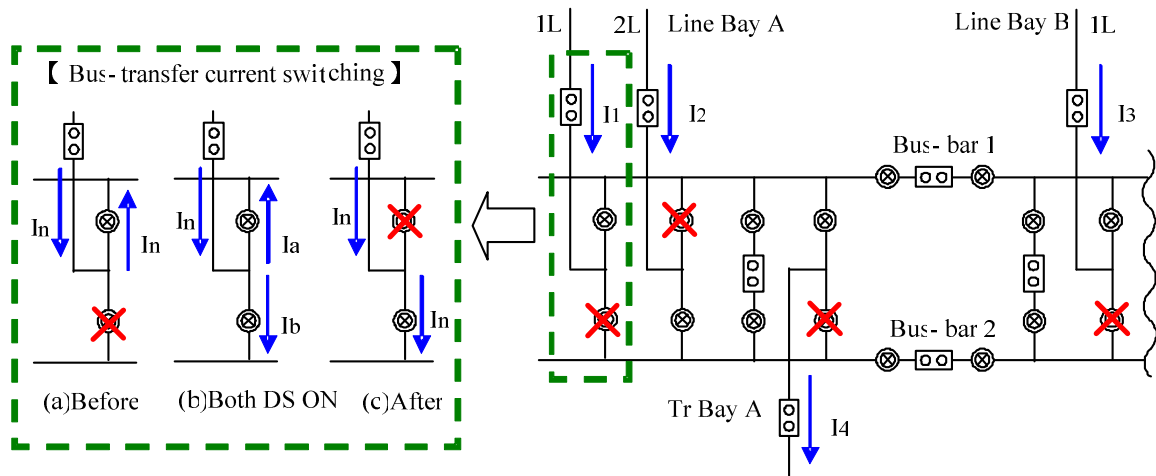 【 Bus- transfer current switching 】
In
In
(a)Before
In
Ia
Ib
(b)Both DS ON
In
In
(c)After
1L
2L
Line Bay A
Line Bay B
1L
I1
I2
I3
Bus- bar 1
Bus- bar 2
Tr Bay A
I4